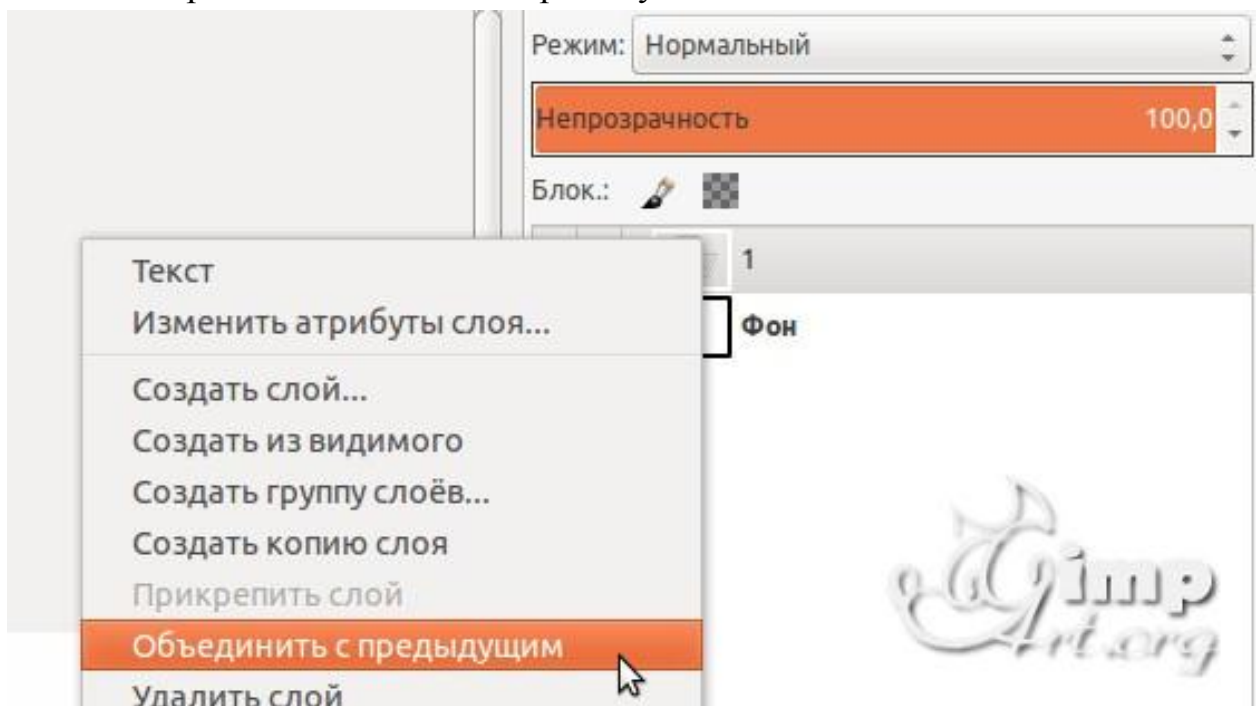 Режим: Нормальный
Непрозрачность 100,0
Блок.:
1
Фон
Текст
Изменить атрибуты слоя...
Создать слой...
Создать из видимого
Создать группу слоёв...
Создать копию слоя
Прикрепить слой
Объединить с предыдущим
Удалить слой
Gimp
Art.org